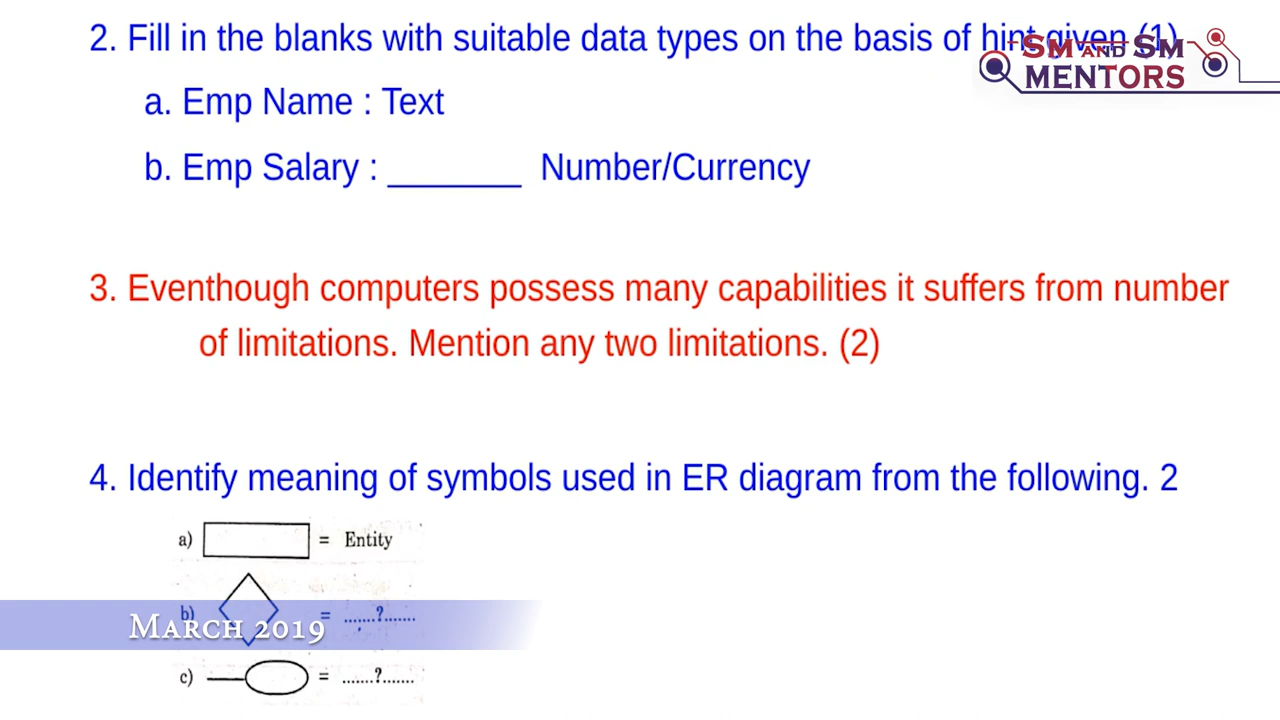 2. Fill in the blanks with suitable data types on the basis of hint given (1)
SM AND SM
MENTORS
a. Emp Name : Text
b. Emp Salary : _______ Number/Currency
3. Eventhough computers possess many capabilities it suffers from number
of limitations. Mention any two limitations. (2)
4. Identify meaning of symbols used in ER diagram from the following. 2
a) = Entity
b) = .......?.......
MARCH 2019
c) = .......?.......